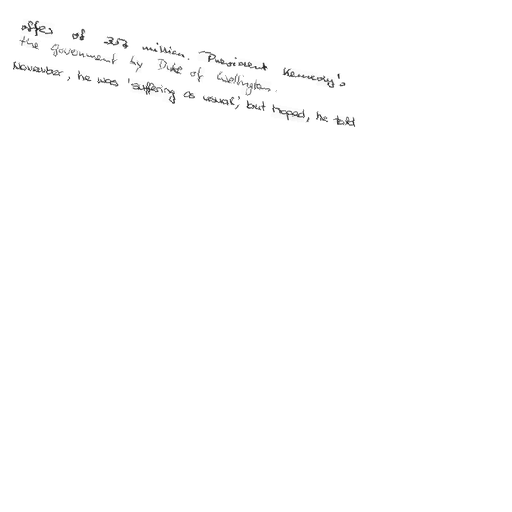 offer of 357 million. President Kennedy's
the government by Duke of Wellington.
November, he was 'suffering as usual', but hoped, he told